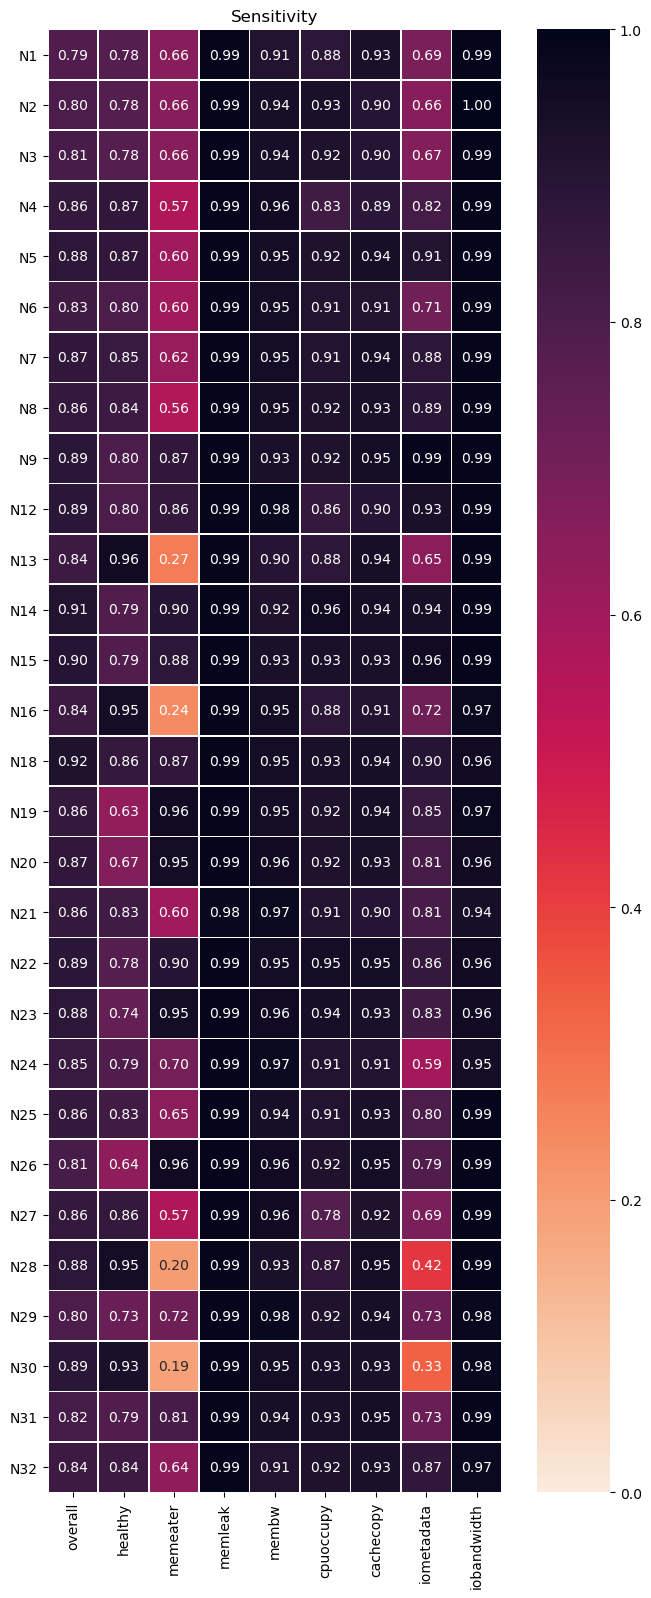 Sensitivity
N1 0.79 0.78 0.66 0.99 0.91 0.88 0.93 0.69 0.99
N2 0.80 0.78 0.66 0.99 0.94 0.93 0.90 0.66 1.00
N3 0.81 0.78 0.66 0.99 0.94 0.92 0.90 0.67 0.99
N4 0.86 0.87 0.57 0.99 0.96 0.83 0.89 0.82 0.99
N5 0.88 0.87 0.60 0.99 0.95 0.92 0.94 0.91 0.99
N6 0.83 0.80 0.60 0.99 0.95 0.91 0.91 0.71 0.99
N7 0.87 0.85 0.62 0.99 0.95 0.91 0.94 0.88 0.99
N8 0.86 0.84 0.56 0.99 0.95 0.92 0.93 0.89 0.99
N9 0.89 0.80 0.87 0.99 0.93 0.92 0.95 0.99 0.99
N12 0.89 0.80 0.86 0.99 0.98 0.86 0.90 0.93 0.99
N13 0.84 0.96 0.27 0.99 0.90 0.88 0.94 0.65 0.99
N14 0.91 0.79 0.90 0.99 0.92 0.96 0.94 0.94 0.99
N15 0.90 0.79 0.88 0.99 0.93 0.93 0.93 0.96 0.99
N16 0.84 0.95 0.24 0.99 0.95 0.88 0.91 0.72 0.97
N18 0.92 0.86 0.87 0.99 0.95 0.93 0.94 0.90 0.96
N19 0.86 0.63 0.96 0.99 0.95 0.92 0.94 0.85 0.97
N20 0.87 0.67 0.95 0.99 0.96 0.92 0.93 0.81 0.96
N21 0.86 0.83 0.60 0.98 0.97 0.91 0.90 0.81 0.94
N22 0.89 0.78 0.90 0.99 0.95 0.95 0.95 0.86 0.96
N23 0.88 0.74 0.95 0.99 0.96 0.94 0.93 0.83 0.96
N24 0.85 0.79 0.70 0.99 0.97 0.91 0.91 0.59 0.95
N25 0.86 0.83 0.65 0.99 0.94 0.91 0.93 0.80 0.99
N26 0.81 0.64 0.96 0.99 0.96 0.92 0.95 0.79 0.99
N27 0.86 0.86 0.57 0.99 0.96 0.78 0.92 0.69 0.99
N28 0.88 0.95 0.20 0.99 0.93 0.87 0.95 0.42 0.99
N29 0.80 0.73 0.72 0.99 0.98 0.92 0.94 0.73 0.98
N30 0.89 0.93 0.19 0.99 0.95 0.93 0.93 0.33 0.98
N31 0.82 0.79 0.81 0.99 0.94 0.93 0.95 0.73 0.99
N32 0.84 0.84 0.64 0.99 0.91 0.92 0.93 0.87 0.97
overall healthy memeater memleak membw cpuoccupy cachecopy iometadata iobandwidth
1.0
0.8
0.6
0.4
0.2
0.0